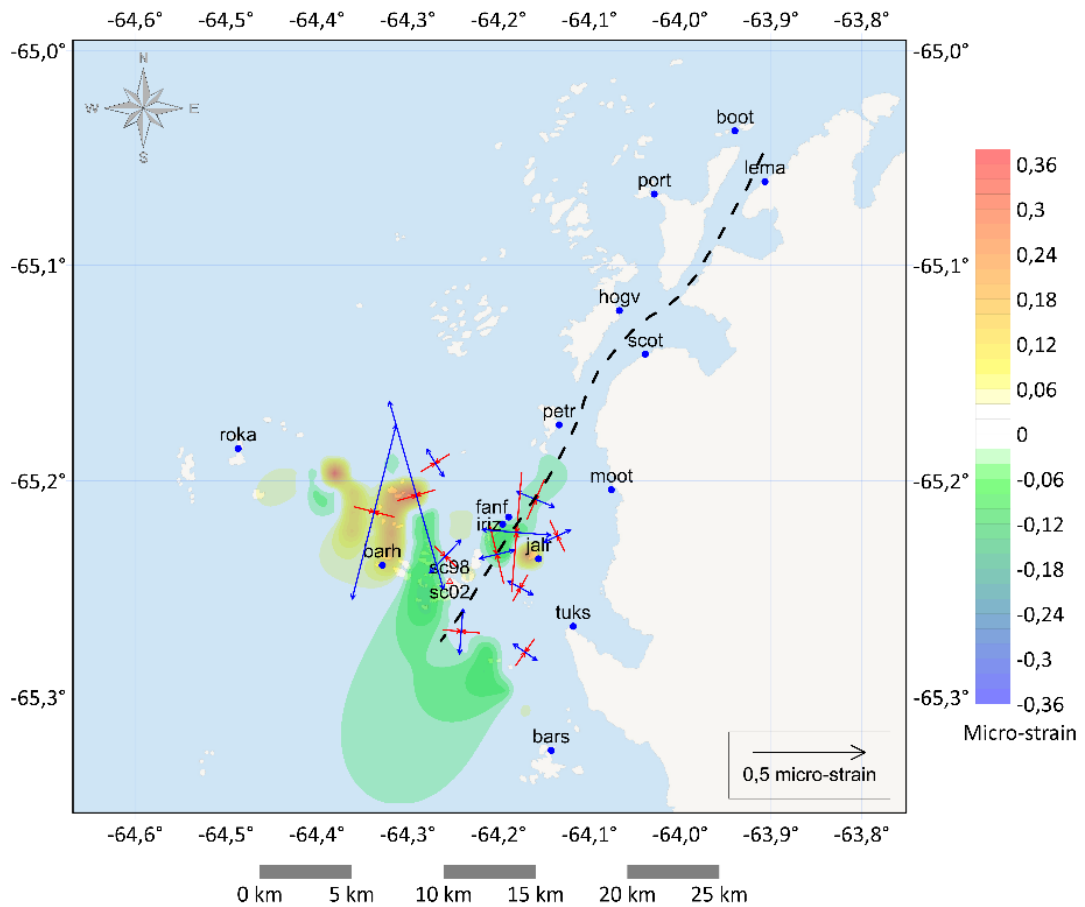 -64,6 -64,5 -64,4 -64,3 -64,2 -64,1 -64,0 -63,9 -63,8
-65,0° -65,0°
N
W E
S
boot
0,36
lema
port
0,3
0,24
-65,1° -65,1°
0,18
hogv
0,12
scot
0,06
petr
0
roka
-0,06
-65,2° -65,2°
moot
fanf
-0,12
iriz
jalr
barh
-0,18
sc98
sc02
-0,24
tuks
-0,3
-65,3° -65,3°
-0,36
bars
Micro-strain
0,5 micro-strain
-64,6 -64,5 -64,4 -64,3 -64,2 -64,1 -64,0 -63,9 -63,8
0 km 5 km 10 km 15 km 20 km 25 km